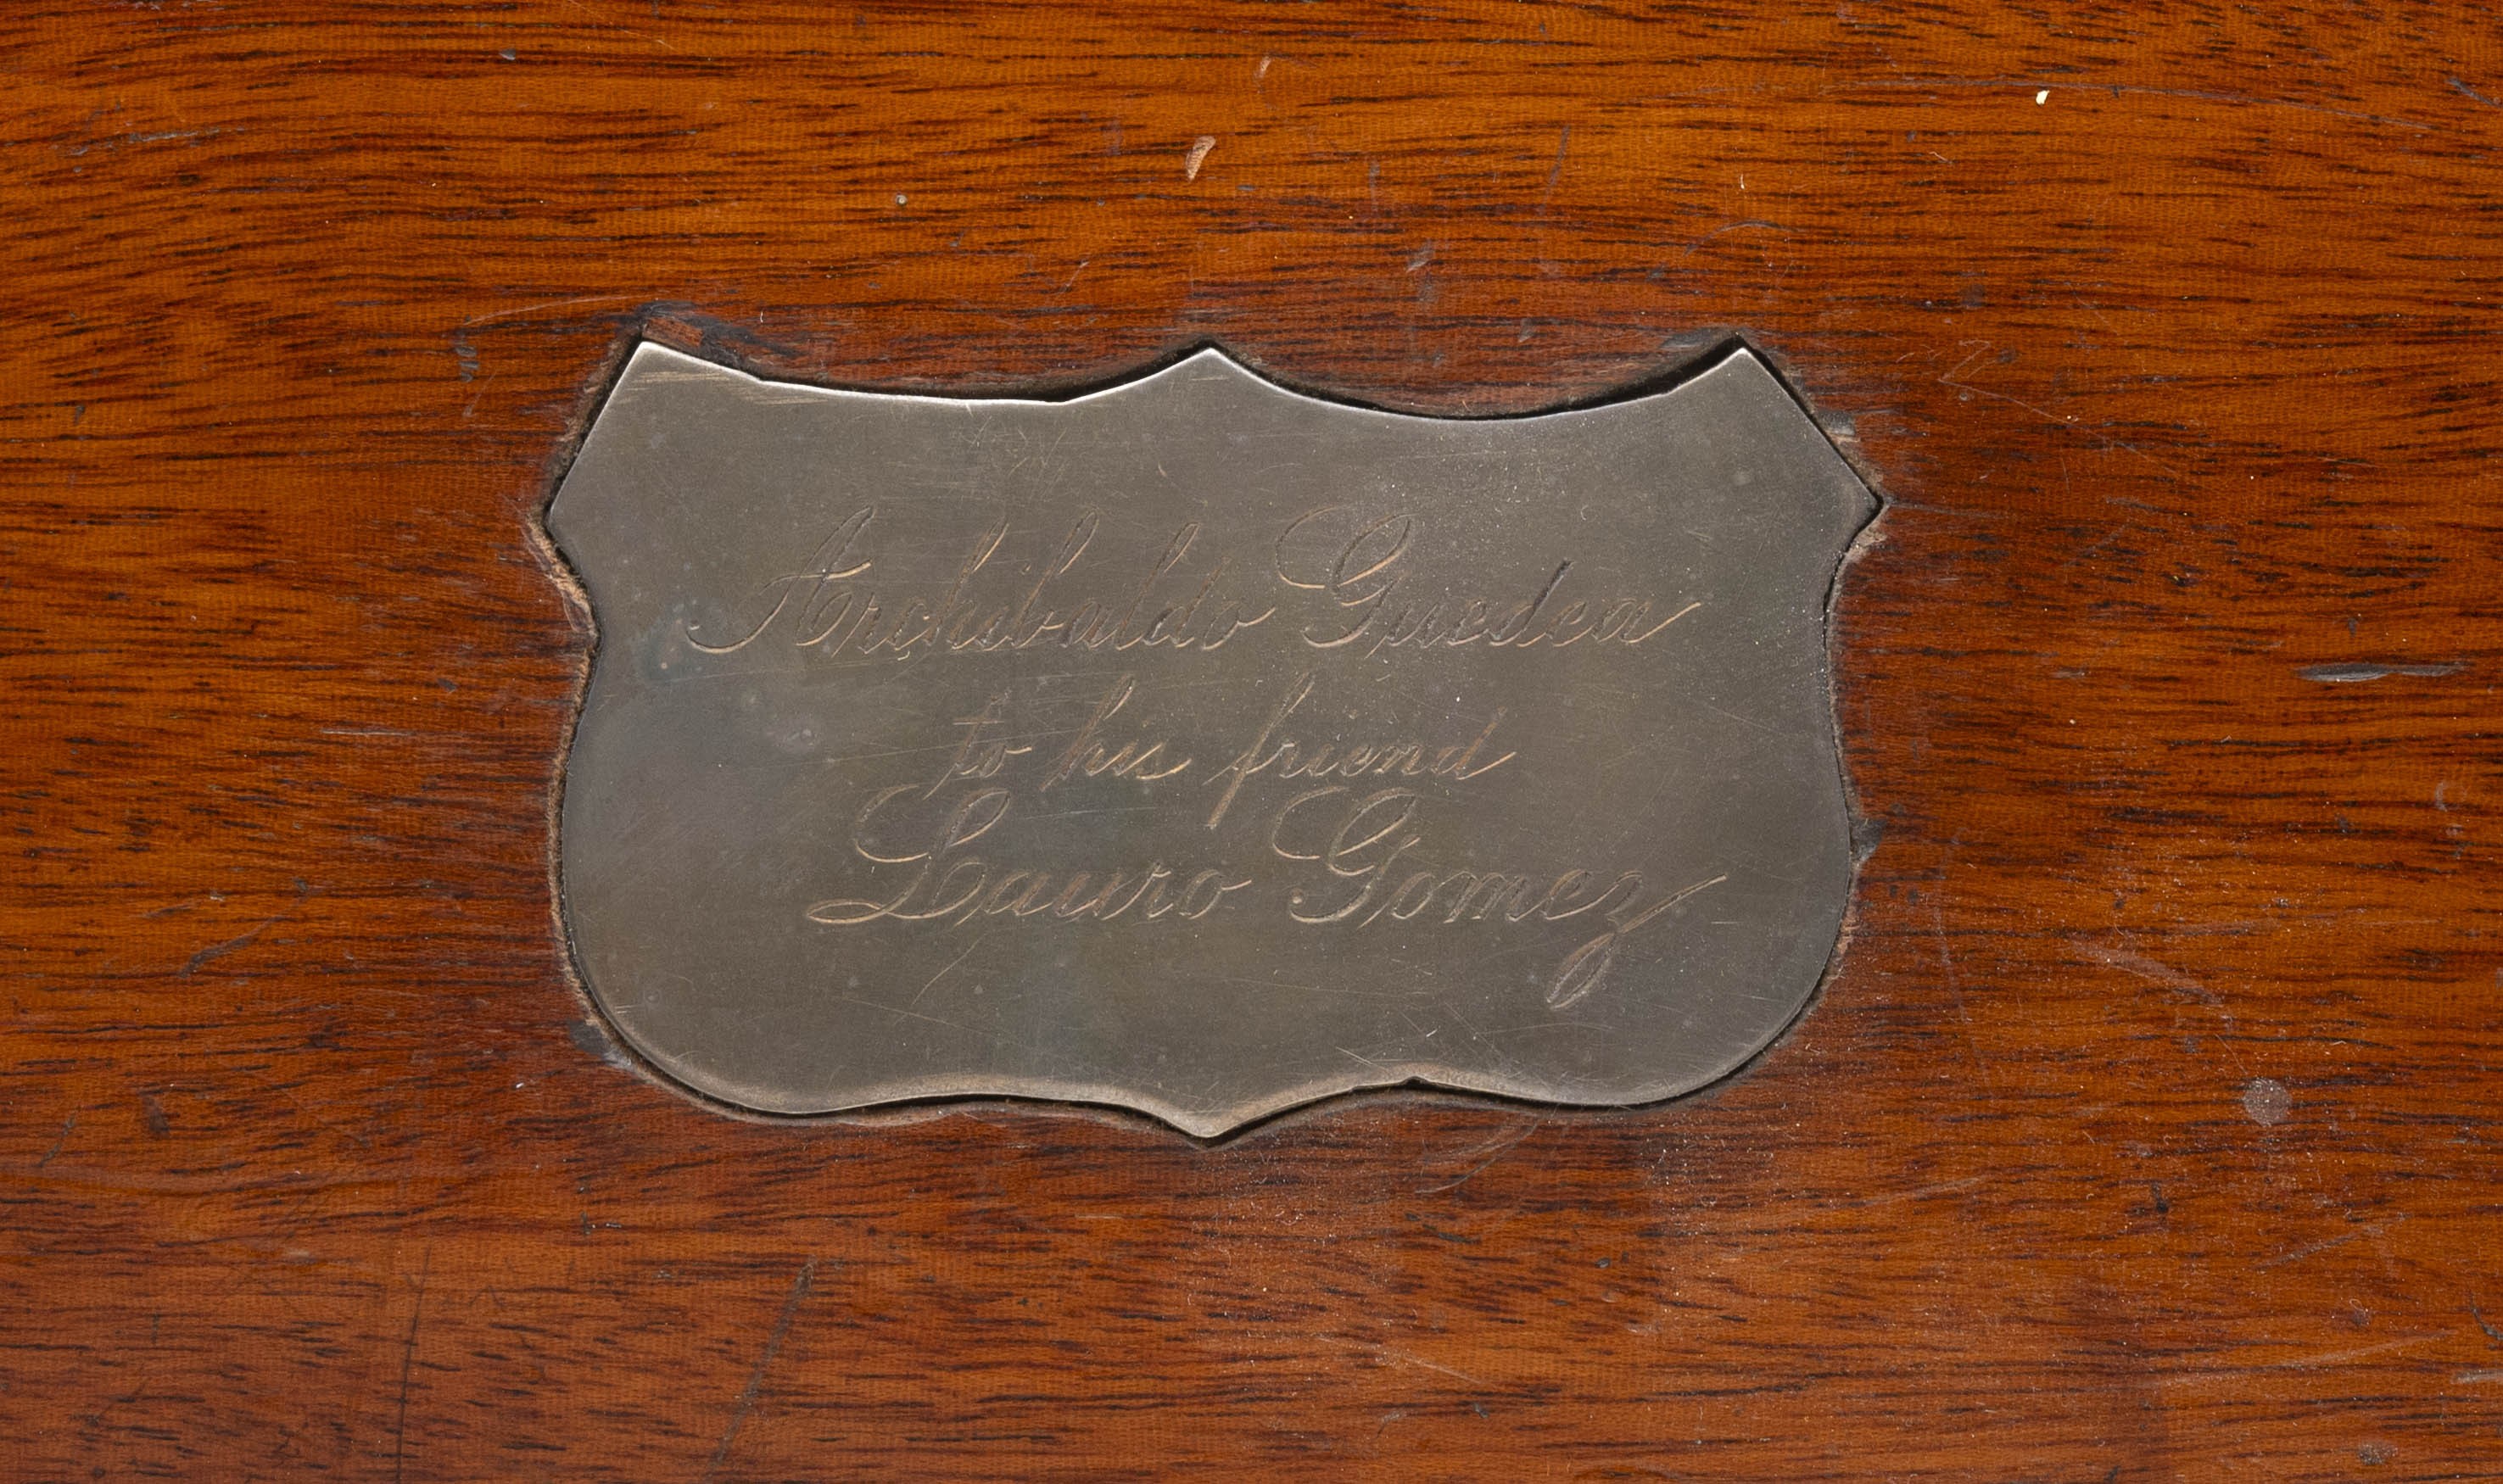 Archibaldo Guedea
to his friend
Lauro Gomez